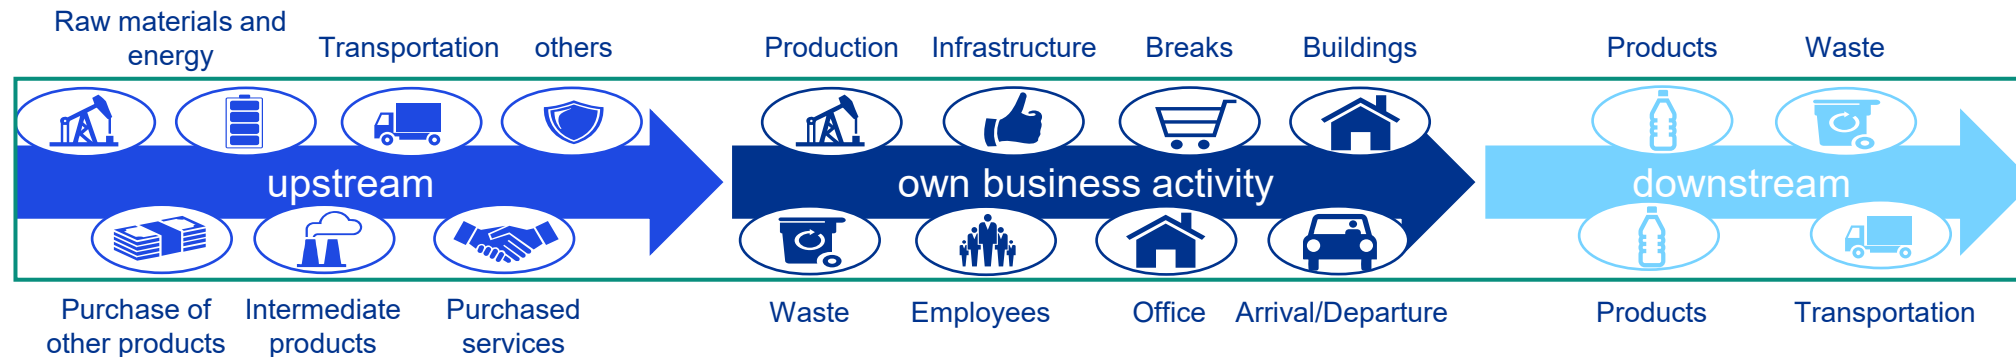 Raw materials and
energy
Transportation
others
Production
Infrastructure
Breaks
Buildings
Products
Waste
upstream
own business activity
downstream
Purchase of
other products
Intermediate
products
Purchased
services
Waste
Employees
Office
Arrival/Departure
Products
Transportation